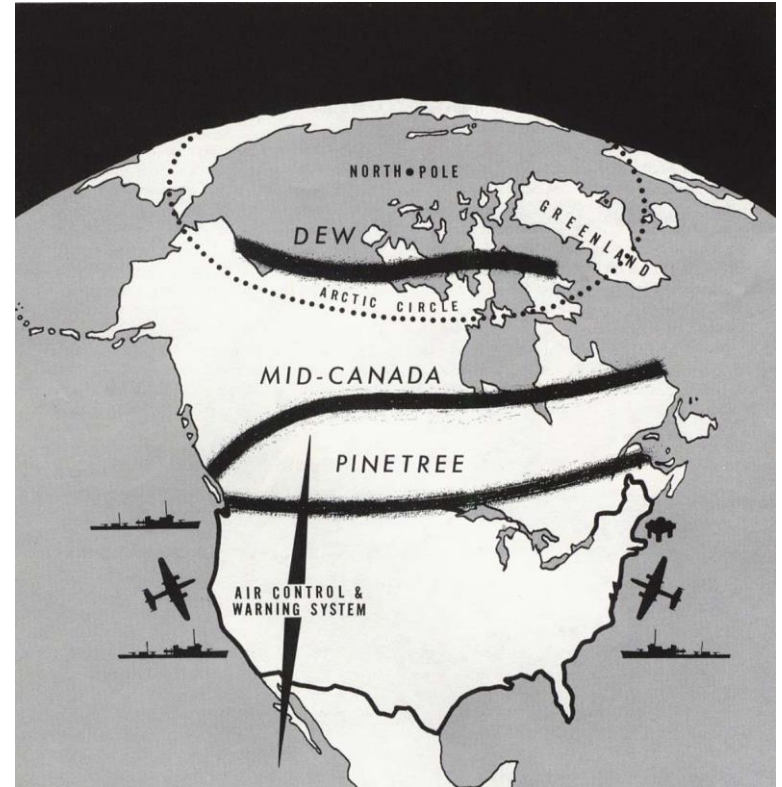 NORTH POLE
GREENLAND
DEW
ARCTIC CIRCLE
MID-CANADA
PINETREE
AIR CONTROL &
WARNING SYSTEM